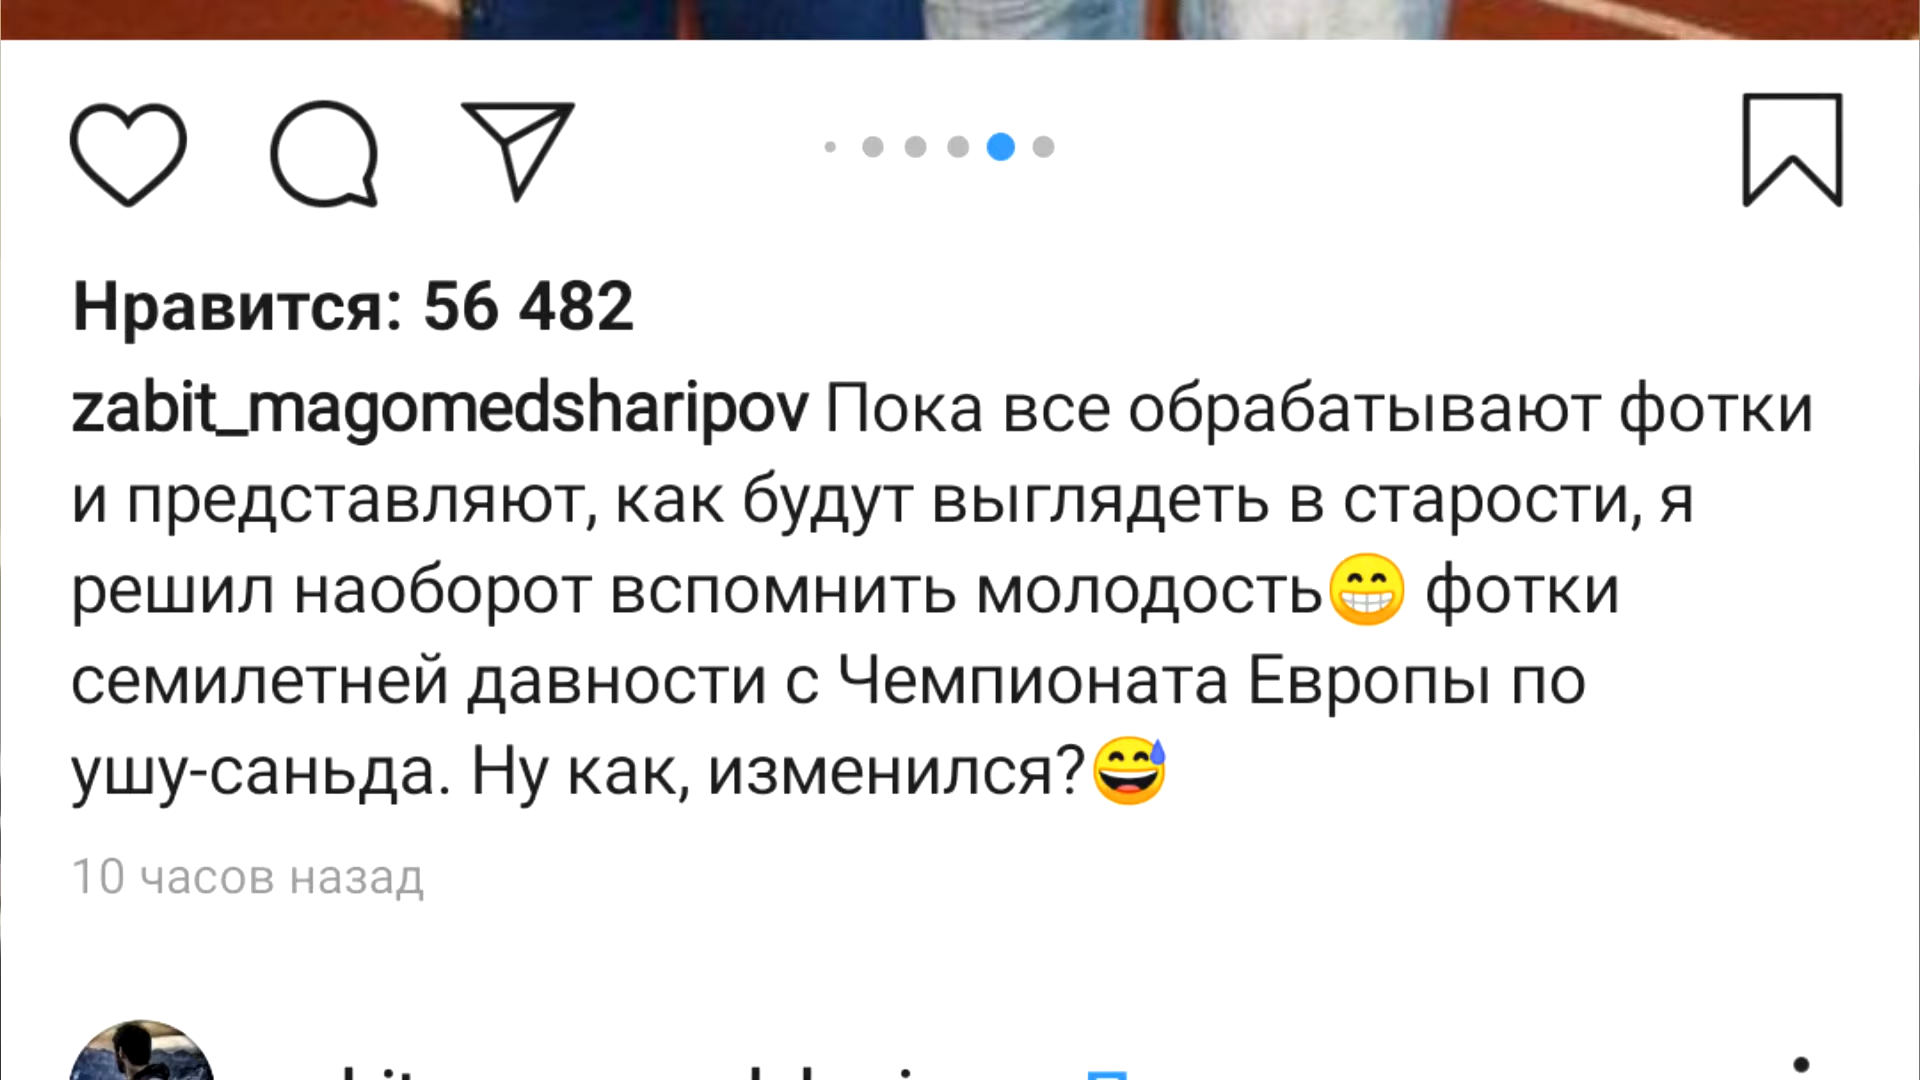 Нравится: 56 482
zabit_magomedsharipov Пока все обрабатывают фотки
и представляют, как будут выглядеть в старости, я
решил наоборот вспомнить молодость😁 фотки
семилетней давности с Чемпионата Европы по
ушу-саньда. Ну как, изменился?😅
10 часов назад